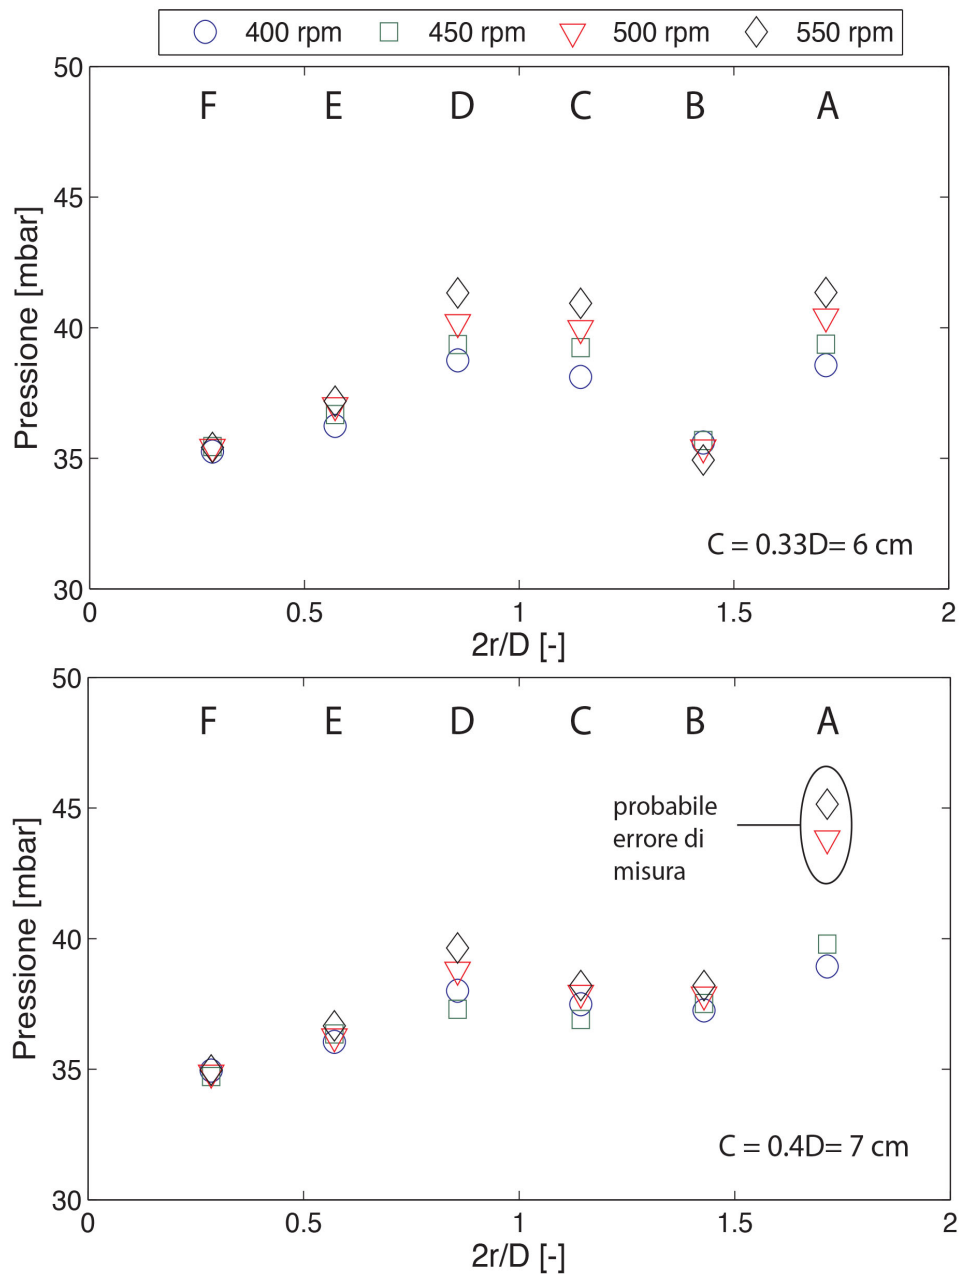 400 rpm 450 rpm 500 rpm 550 rpm
50
F E D C B A
45
Pressione [mbar]
40
35
C = 0.33D= 6 cm
30
0 0.5 1 1.5 2
2r/D [-]
50
F E D C B A
45
probabile
errore di
misura
Pressione [mbar]
40
35
C = 0.4D= 7 cm
30
0 0.5 1 1.5 2
2r/D [-]